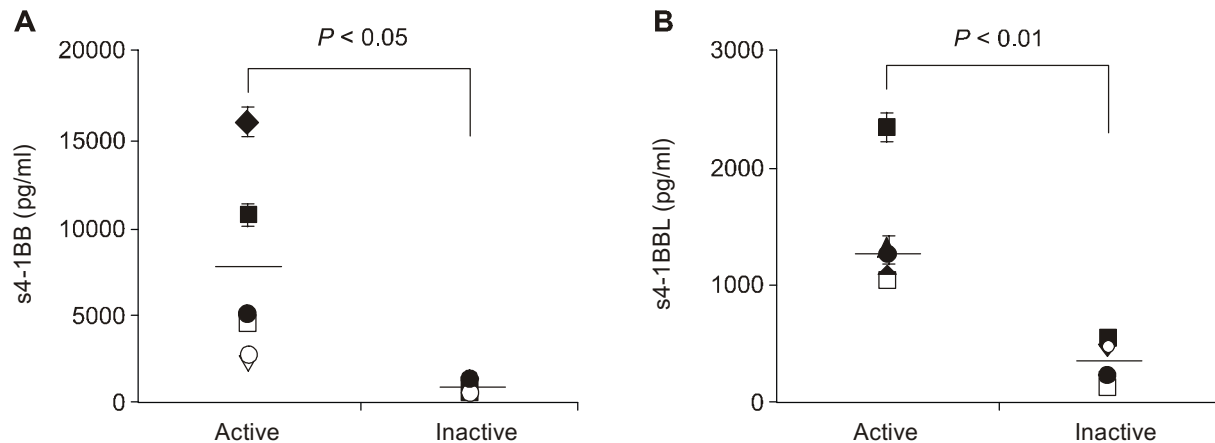 A
P < 0.05
20000
15000
10000
5000
0
s4-1BB (pg/ml)
Active
Inactive
B
P < 0.01
3000
2000
1000
0
s4-1BBL (pg/ml)
Active
Inactive